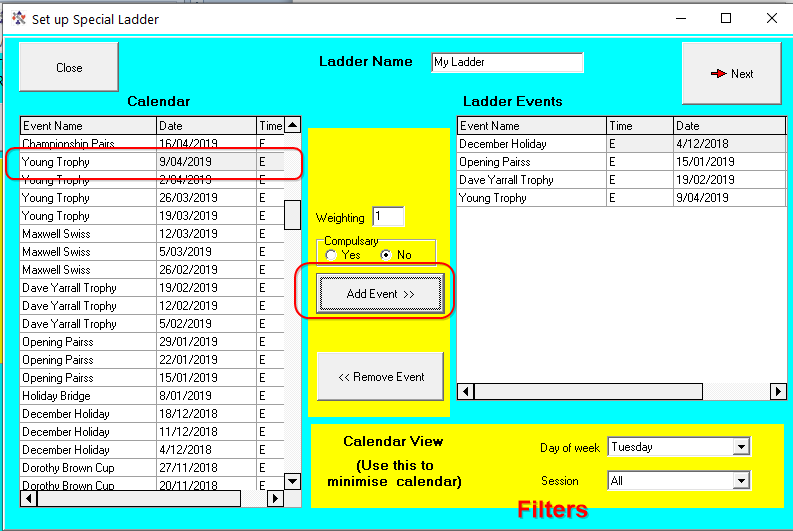 Set up Special Ladder
Close
Ladder Name
My Ladder
Next
Calendar
Event Name Date Time
Championship Pairs 16/04/2019 E
Young Trophy 9/04/2019 E
Young Trophy 2/04/2019 E
Young Trophy 26/03/2019 E
Young Trophy 19/03/2019 E
Maxwell Swiss 12/03/2019 E
Maxwell Swiss 5/03/2019 E
Maxwell Swiss 26/02/2019 E
Dave Yarrall Trophy 19/02/2019 E
Dave Yarrall Trophy 12/02/2019 E
Dave Yarrall Trophy 5/02/2019 E
Opening Pairss 29/01/2019 E
Opening Pairss 22/01/2019 E
Opening Pairss 15/01/2019 E
Holiday Bridge 8/01/2019 E
December Holiday 18/12/2018 E
December Holiday 11/12/2018 E
December Holiday 4/12/2018 E
Dorothy Brown Cup 27/11/2018 E
Dorothy Brown Cup 20/11/2018 E
Weighting 1
Compulsary
Yes No
Add Event >>
<< Remove Event
Ladder Events
Event Name Time Date
December Holiday E 4/12/2018
Opening Pairss E 15/01/2019
Dave Yarrall Trophy E 19/02/2019
Young Trophy E 9/04/2019
Calendar View
(Use this to
minimise calendar)
Day of week Tuesday
Session All
Filters